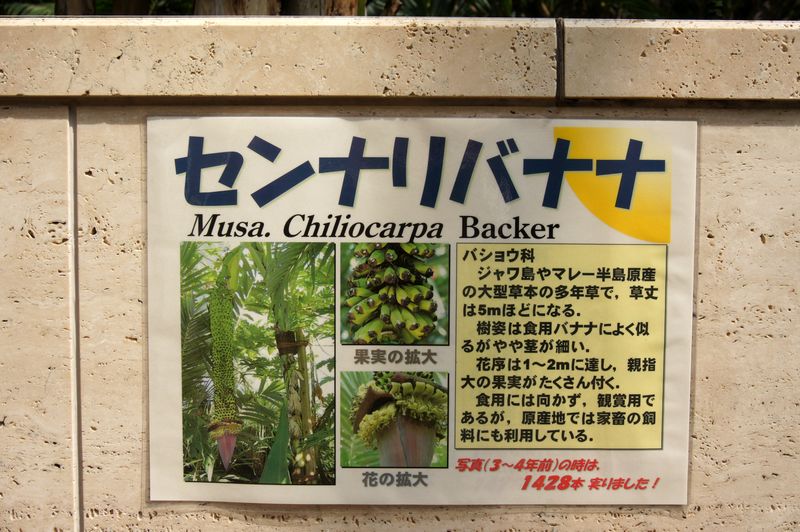 センナリバナナ
Musa. Chiliocarpa Backer
果実の拡大
花の拡大
バショウ科
ジャワ島やマレー半島原産
の大型草本の多年草で，草丈
は5mほどになる．
樹姿は食用バナナによく似
るがやや茎が細い．
花序は1～2mに達し，親指
大の果実がたくさん付く．
食用には向かず，観賞用で
あるが，原産地では家畜の飼
料にも利用している．
写真（3～4年前）の時は、
1428本 実りました！